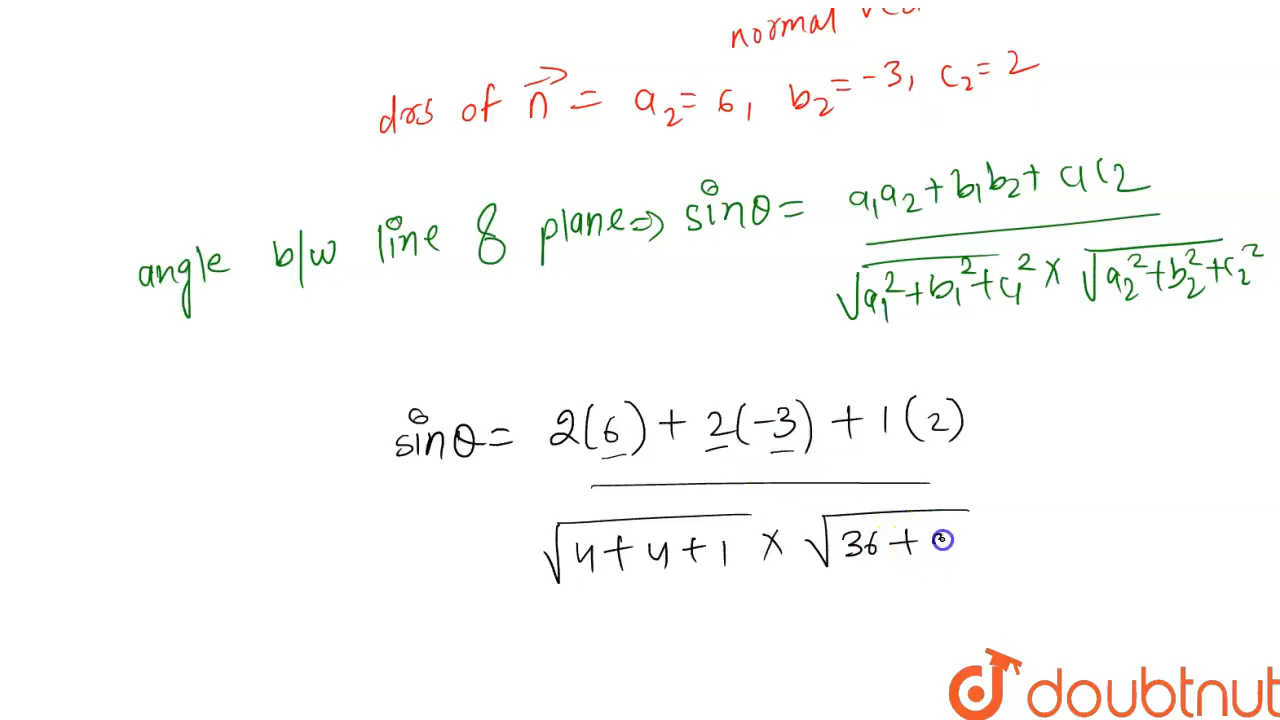 normal
drs of n⃗ = a₂ = 6, b₂ = -3, c₂ = 2
angle b/w line & plane ⇒ sinθ = a₁a₂ + b₁b₂ + c₁c₂
√a₁² + b₁² + c₁² × √a₂² + b₂² + c₂²
sinθ = 2(6) + 2(-3) + 1(2)
√4 + 4 + 1 × √36 +
doubtnut